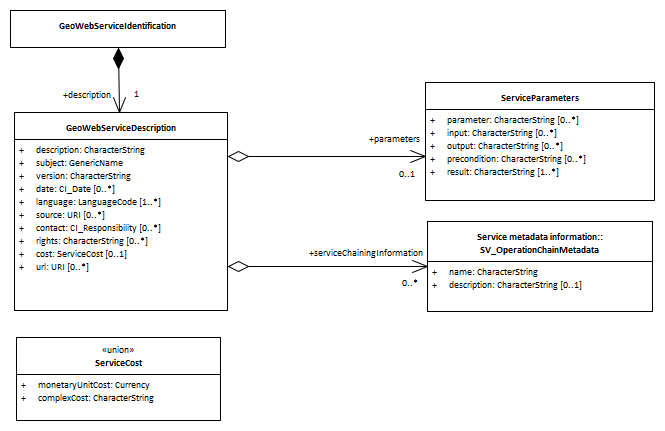 GeoWebServiceIdentification
+description 1
GeoWebServiceDescription
+ description: CharacterString
+ subject: GenericName
+ version: CharacterString
+ date: CI_Date [0..*]
+ language: LanguageCode [1..*]
+ source: URI [0..*]
+ contact: CI_Responsibility [0..*]
+ rights: CharacterString [0..*]
+ cost: ServiceCost [0..1]
+ url: URI [0..*]
+parameters
0..1
ServiceParameters
+ parameter: CharacterString [0..*]
+ input: CharacterString [0..*]
+ output: CharacterString [0..*]
+ precondition: CharacterString [0..*]
+ result: CharacterString [1..*]
+serviceChainingInformation
0..*
Service metadata information::
SV_OperationChainMetadata
+ name: CharacterString
+ description: CharacterString [0..1]
«union»
ServiceCost
+ monetaryUnitCost: Currency
+ complexCost: CharacterString